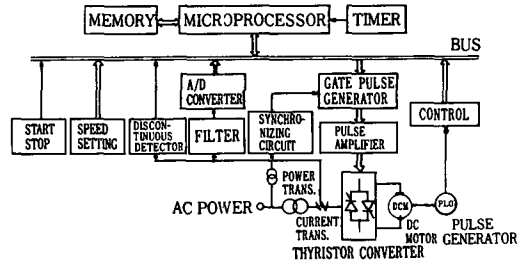 MEMORY
MICROPROCESSOR
TIMER
BUS
A/D
CONVERTER
GATE PULSE
GENERATOR
START
STOP
SPEED
SETTING
DISCON-
TINUOUS
DETECTOR
FILTER
SYNCHRO-
NIZING
CIRCUIT
PULSE
AMPLIFIER
CONTROL
POWER
TRANS.
AC POWER
CURRENT
TRANS.
DCM
PLG
DC
MOTOR
PULSE
GENERATOR
THYRISTOR CONVERTER